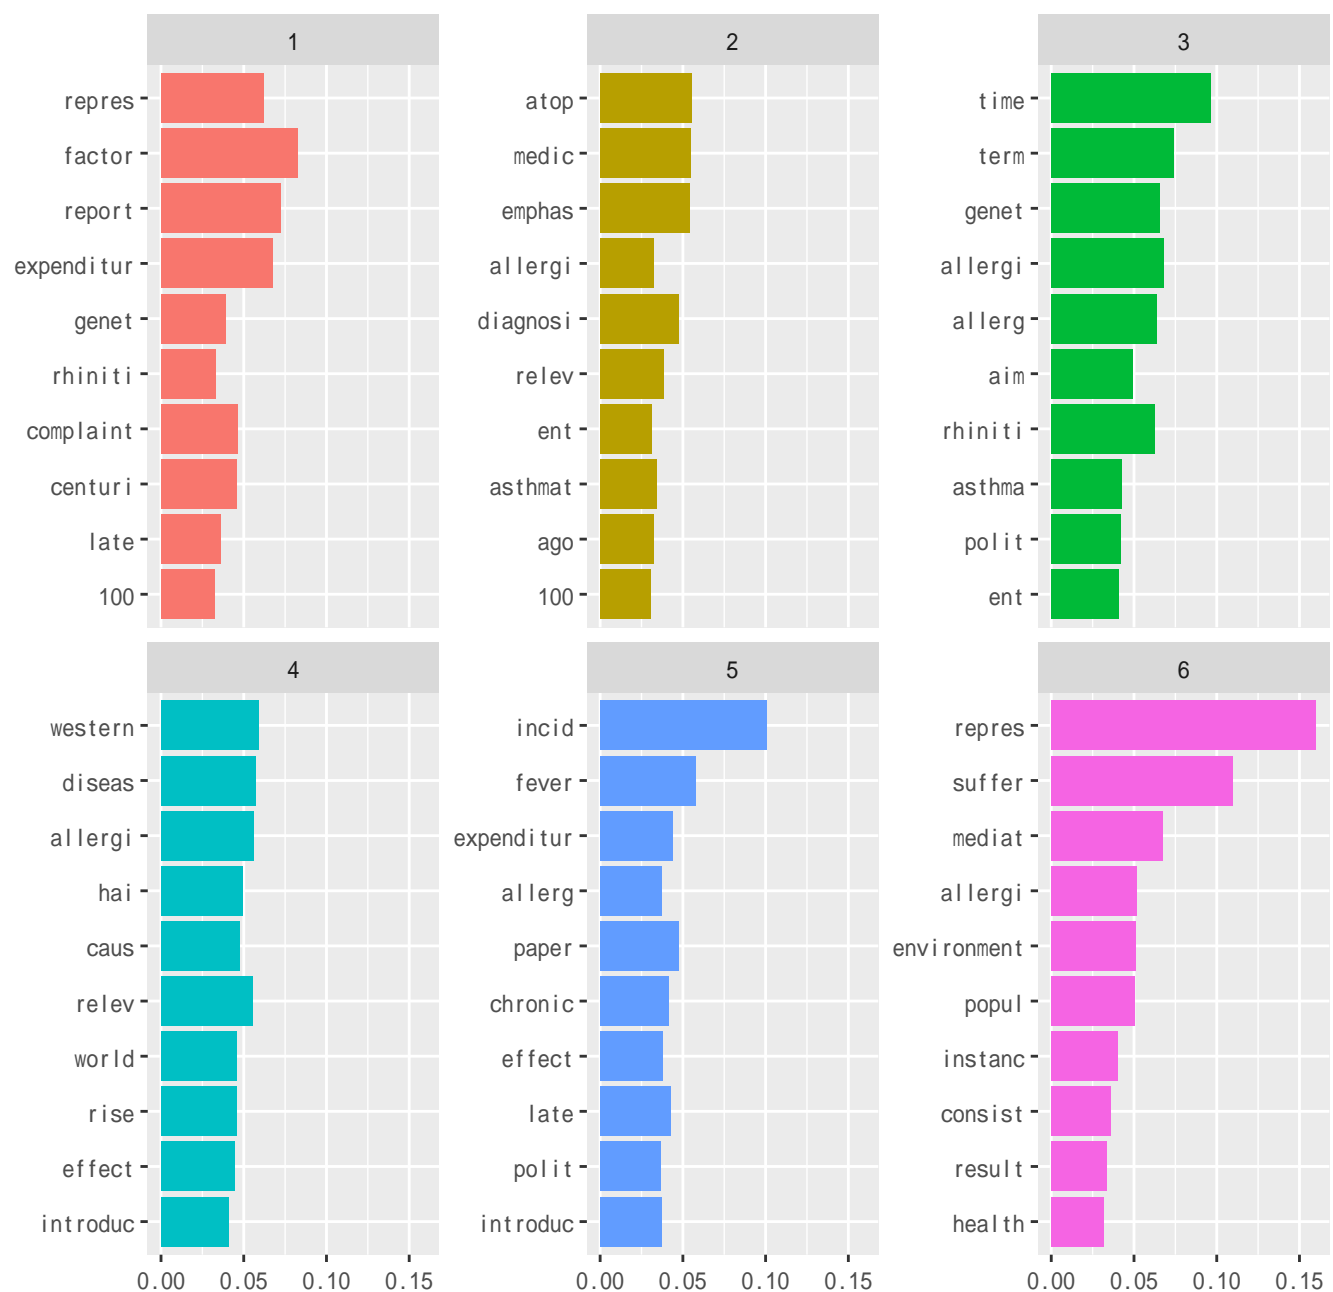 1
repres
factor
report
expenditur
genet
rhiniti
complaint
centuri
late
100
2
atop
medic
emphas
allergi
diagnosi
relev
ent
asthmat
ago
100
3
time
term
genet
allergi
allerg
aim
rhiniti
asthma
polit
ent
4
western
diseas
allergi
hai
caus
relev
world
rise
effect
introduc
0.00 0.05 0.10 0.15
5
incid
fever
expenditur
allerg
paper
chronic
effect
late
polit
introduc
0.00 0.05 0.10 0.15
6
repres
suffer
mediat
allergi
environment
popul
instanc
consist
result
health
0.00 0.05 0.10 0.15